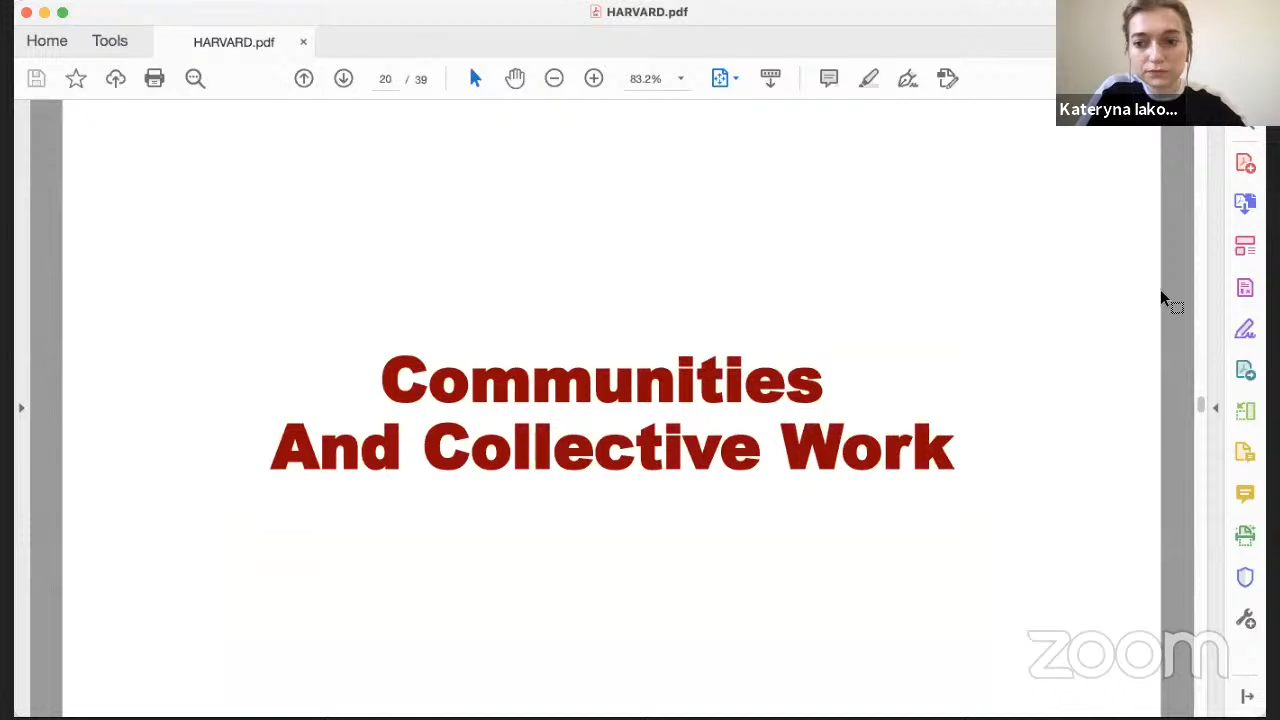 HARVARD.pdf
Home Tools HARVARD.pdf ×
20 / 39 83.2%
Kateryna Iako...
Communities
And Collective Work
zoom